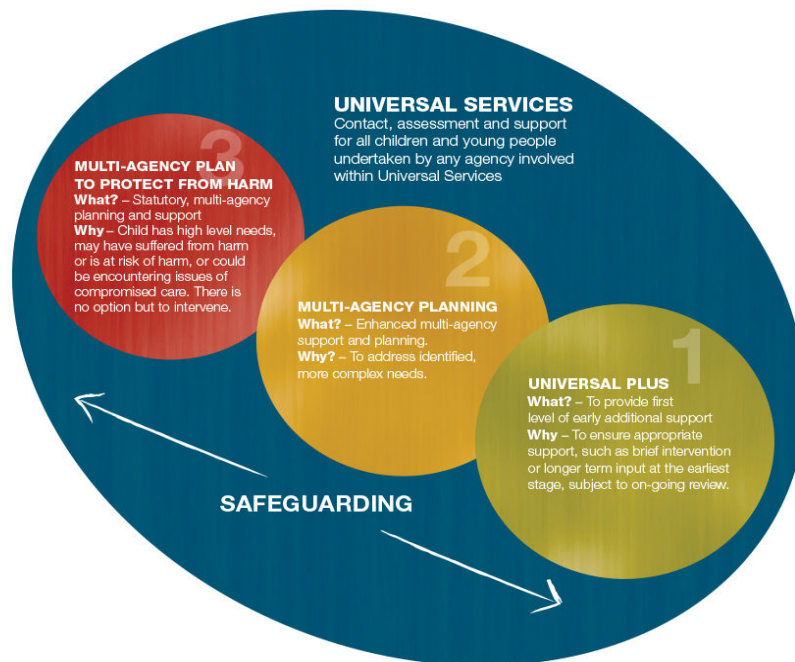 UNIVERSAL SERVICES
Contact, assessment and support
for all children and young people
undertaken by any agency involved
within Universal Services
3
MULTI-AGENCY PLAN
TO PROTECT FROM HARM
What? – Statutory, multi-agency
planning and support
Why – Child has high level needs,
may have suffered from harm
or is at risk of harm, or could
be encountering issues of
compromised care. There is
no option but to intervene.
2
MULTI-AGENCY PLANNING
What? – Enhanced multi-agency
support and planning.
Why? – To address identified,
more complex needs.
1
UNIVERSAL PLUS
What? – To provide first
level of early additional support
Why – To ensure appropriate
support, such as brief intervention
or longer term input at the earliest
stage, subject to on-going review.
SAFEGUARDING